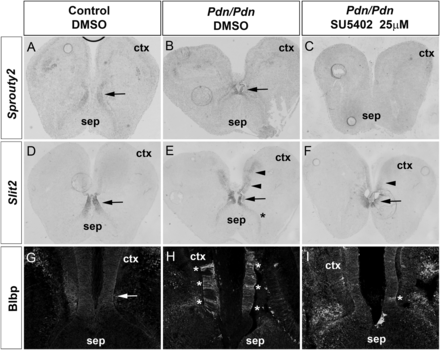 Control
DMSO
Pdn/Pdn
DMSO
Pdn/Pdn
SU5402 25μM
Sprouty2
A
ctx
sep
B
ctx
sep
C
ctx
sep
Slit2
D
ctx
sep
E
ctx
sep
*
F
ctx
sep
Blbp
G
ctx
sep
H
ctx
* * * * * *
sep
I
ctx
*
sep